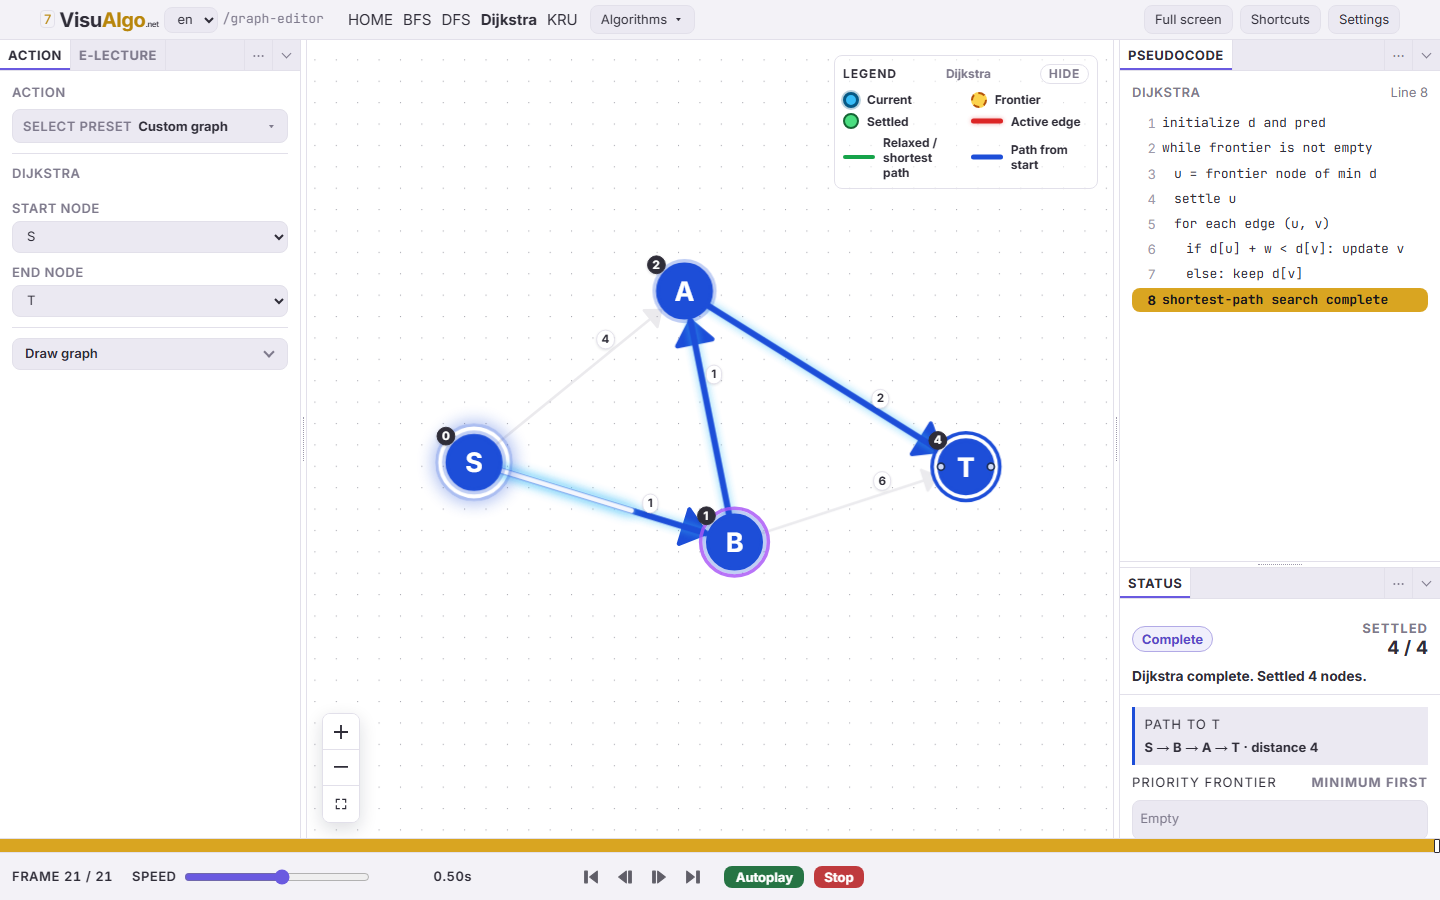 7 VisuAlgo.net en /graph-editor HOME BFS DFS Dijkstra KRU Algorithms Full screen Shortcuts Settings
ACTION E-LECTURE
ACTION
SELECT PRESET Custom graph
DIJKSTRA
START NODE
S
END NODE
T
Draw graph
LEGEND Dijkstra HIDE
Current Frontier
Settled Active edge
Relaxed / shortest path Path from start
2
A
4
1
2
0
S
4
T
6
1
1
B
PSEUDOCODE
DIJKSTRA Line 8
1 initialize d and pred
2 while frontier is not empty
3 u = frontier node of min d
4 settle u
5 for each edge (u, v)
6 if d[u] + w < d[v]: update v
7 else: keep d[v]
8 shortest-path search complete
STATUS
Complete SETTLED
4 / 4
Dijkstra complete. Settled 4 nodes.
PATH TO T
S → B → A → T · distance 4
PRIORITY FRONTIER MINIMUM FIRST
Empty
FRAME 21 / 21 SPEED 0.50s Autoplay Stop